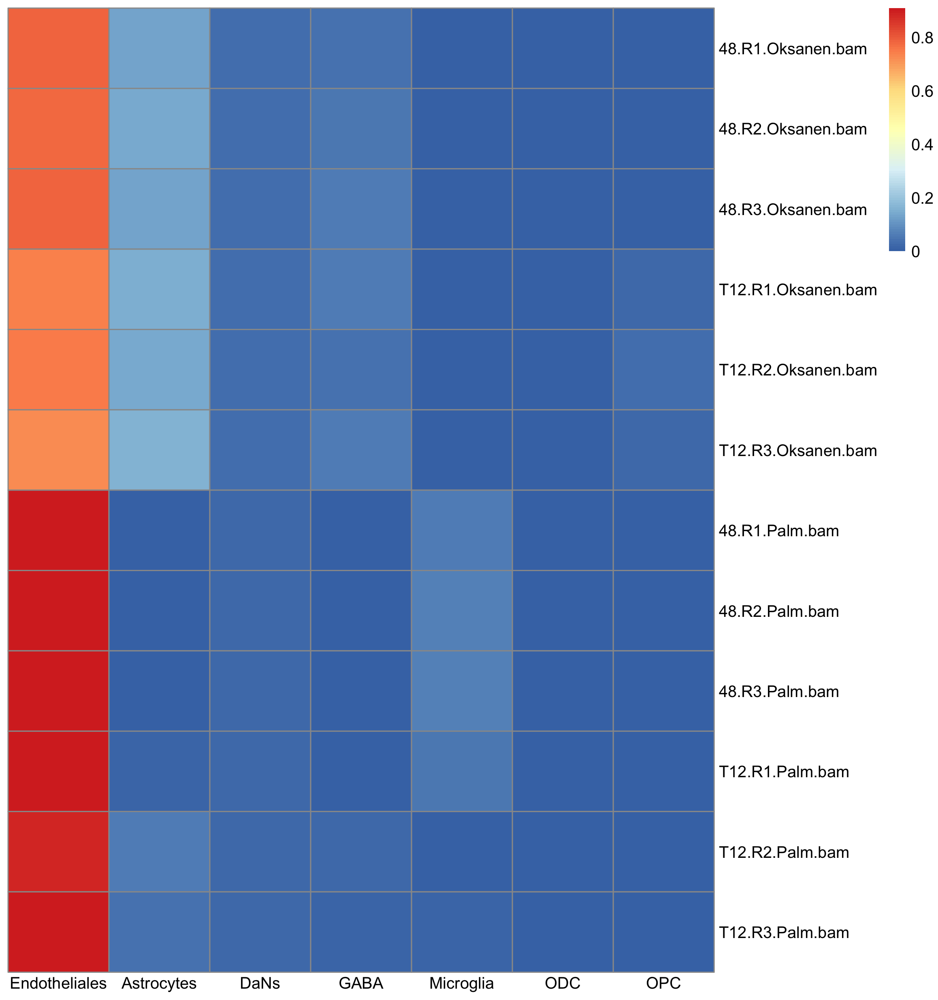 48.R1.Oksanen.bam
48.R2.Oksanen.bam
48.R3.Oksanen.bam
T12.R1.Oksanen.bam
T12.R2.Oksanen.bam
T12.R3.Oksanen.bam
48.R1.Palm.bam
48.R2.Palm.bam
48.R3.Palm.bam
T12.R1.Palm.bam
T12.R2.Palm.bam
T12.R3.Palm.bam
0.8
0.6
0.4
0.2
0
Endotheliales Astrocytes DaNs GABA Microglia ODC OPC